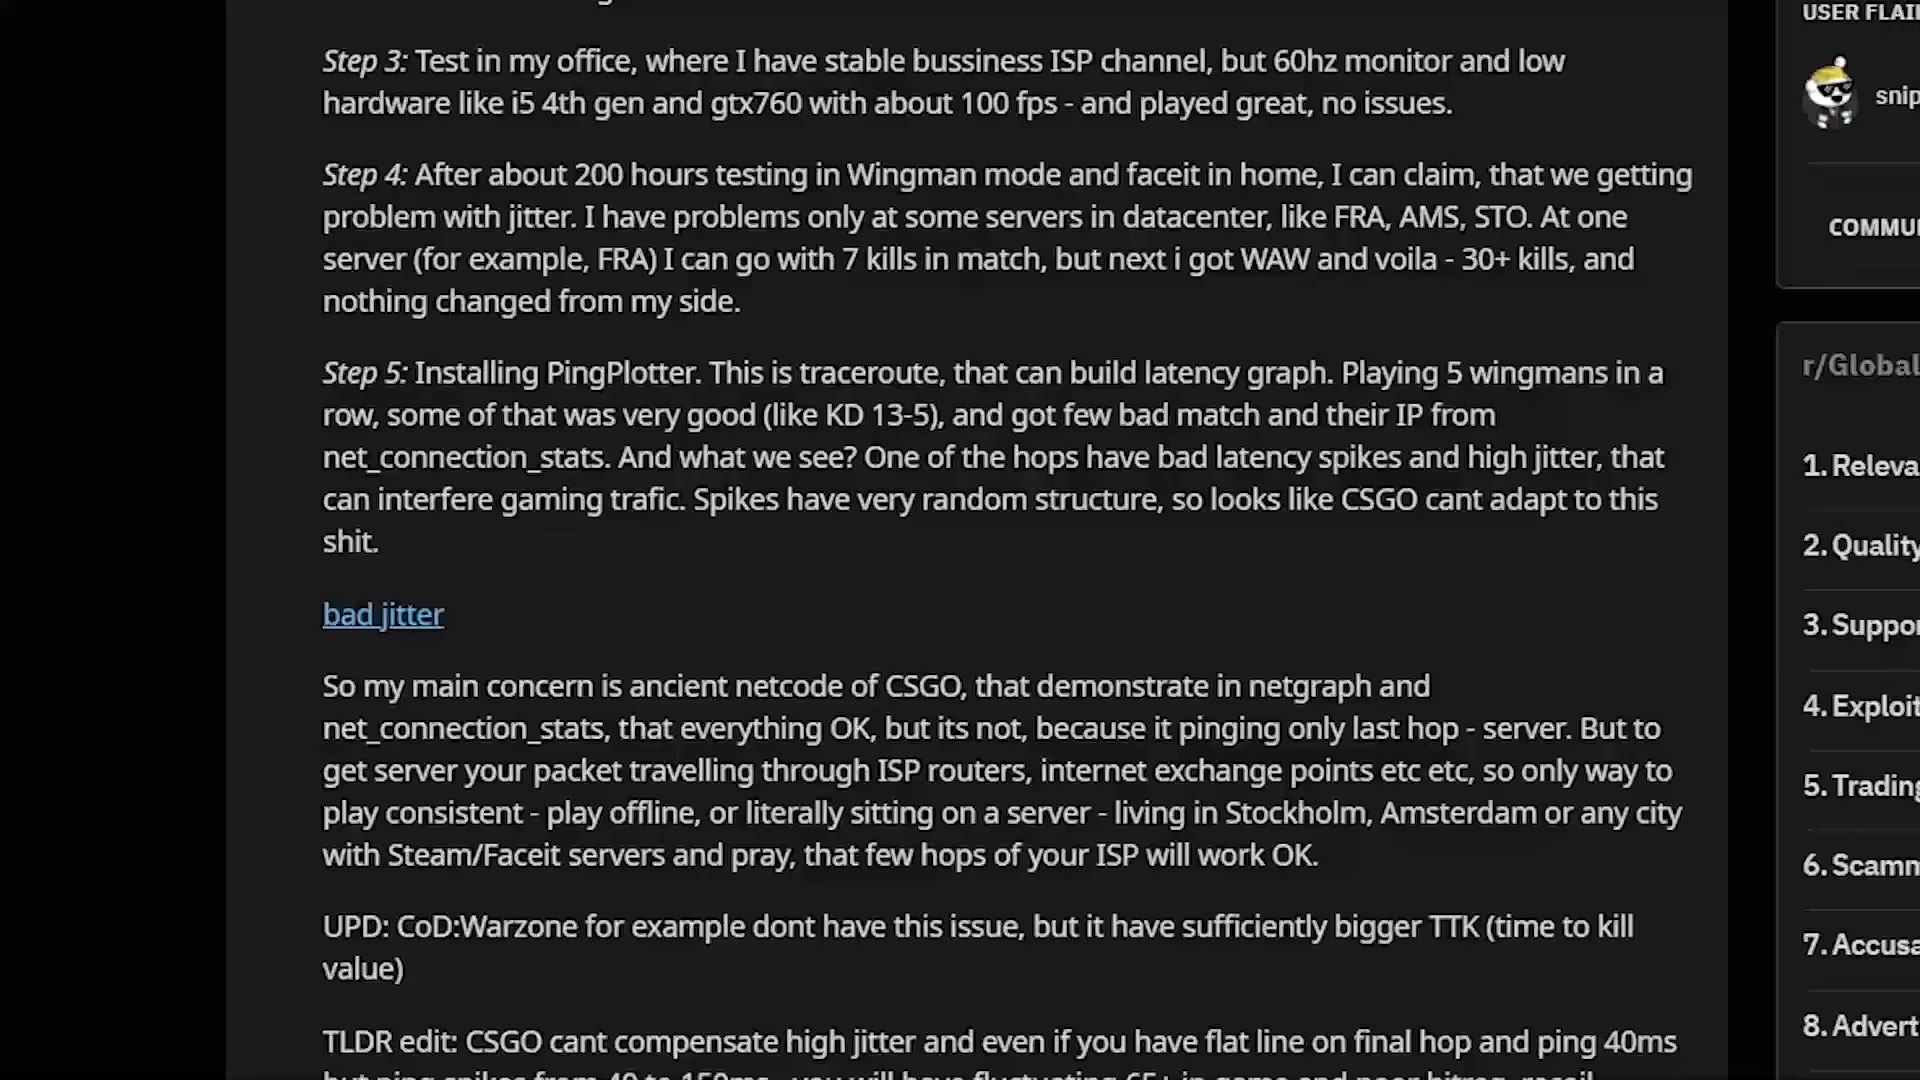 Step 3: Test in my office, where I have stable bussiness ISP channel, but 60hz monitor and low
hardware like i5 4th gen and gtx760 with about 100 fps - and played great, no issues.
Step 4: After about 200 hours testing in Wingman mode and faceit in home, I can claim, that we getting
problem with jitter. I have problems only at some servers in datacenter, like FRA, AMS, STO. At one
server (for example, FRA) I can go with 7 kills in match, but next i got WAW and voila - 30+ kills, and
nothing changed from my side.
Step 5: Installing PingPlotter. This is traceroute, that can build latency graph. Playing 5 wingmans in a
row, some of that was very good (like KD 13-5), and got few bad match and their IP from
net_connection_stats. And what we see? One of the hops have bad latency spikes and high jitter, that
can interfere gaming trafic. Spikes have very random structure, so looks like CSGO cant adapt to this
shit.
bad jitter
So my main concern is ancient netcode of CSGO, that demonstrate in netgraph and
net_connection_stats, that everything OK, but its not, because it pinging only last hop - server. But to
get server your packet travelling through ISP routers, internet exchange points etc etc, so only way to
play consistent - play offline, or literally sitting on a server - living in Stockholm, Amsterdam or any city
with Steam/Faceit servers and pray, that few hops of your ISP will work OK.
UPD: CoD:Warzone for example dont have this issue, but it have sufficiently bigger TTK (time to kill
value)
TLDR edit: CSGO cant compensate high jitter and even if you have flat line on final hop and ping 40ms
USER FLAI
snip
COMMU
r/Global
1. Releva
2. Quality
3. Suppor
4. Exploit
5. Trading
6. Scamm
7. Accusa
8. Advert